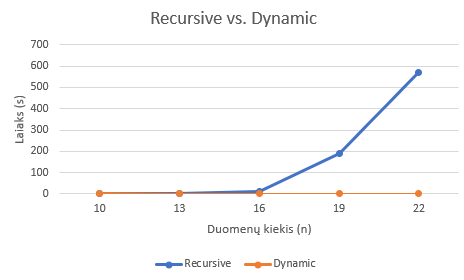 Recursive vs. Dynamic
700
600
500
400
300
200
100
0
Laiaks (s)
10 13 16 19 22
Duomenų kiekis (n)
Recursive Dynamic